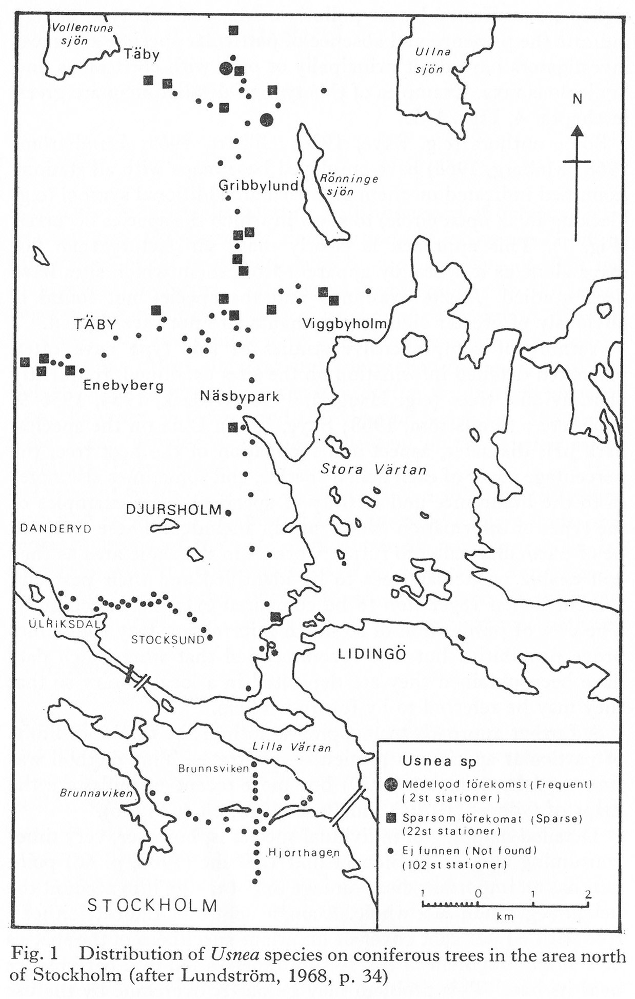 Vollentuna
sjön
Täby
Ullna
sjön
N
Gribbylund
Rönninge
sjön
TÄBY
Viggbyholm
Enebyberg
Näsbypark
Stora Värtan
DJURSHOLM
DANDERYD
ULRIKSDAL
STOCKSUND
LIDINGÖ
Lilla Värtan
Brunnsviken
Brunnaviken
Hjorthagen
STOCKHOLM
Usnea sp
Medelgod förekomst (Frequent)
(2st stationer)
Sparsom förekomat (Sparse)
(22st stationer)
Ej funnen (Not found)
(102st stationer)
1 0 1 2
km
Fig. 1 Distribution of Usnea species on coniferous trees in the area north
of Stockholm (after Lundström, 1968, p. 34)